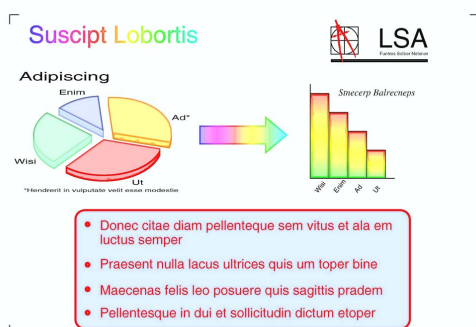 Suscipt Lobortis
LSA
Adipiscing
Enim
Ad*
Wisi
Ut
*Hendrerit in vulputate velit esse modestie
Smecerp Balrecneps
Wisi
Enim
Ad
Ut
Donec citae diam pellenteque sem vitus et ala em
luctus semper
Praesent nulla lacus ultrices quis um toper bine
Maecenas felis leo posuere quis sagittis pradem
Pellentesque in dui et sollicitudin dictum etoper